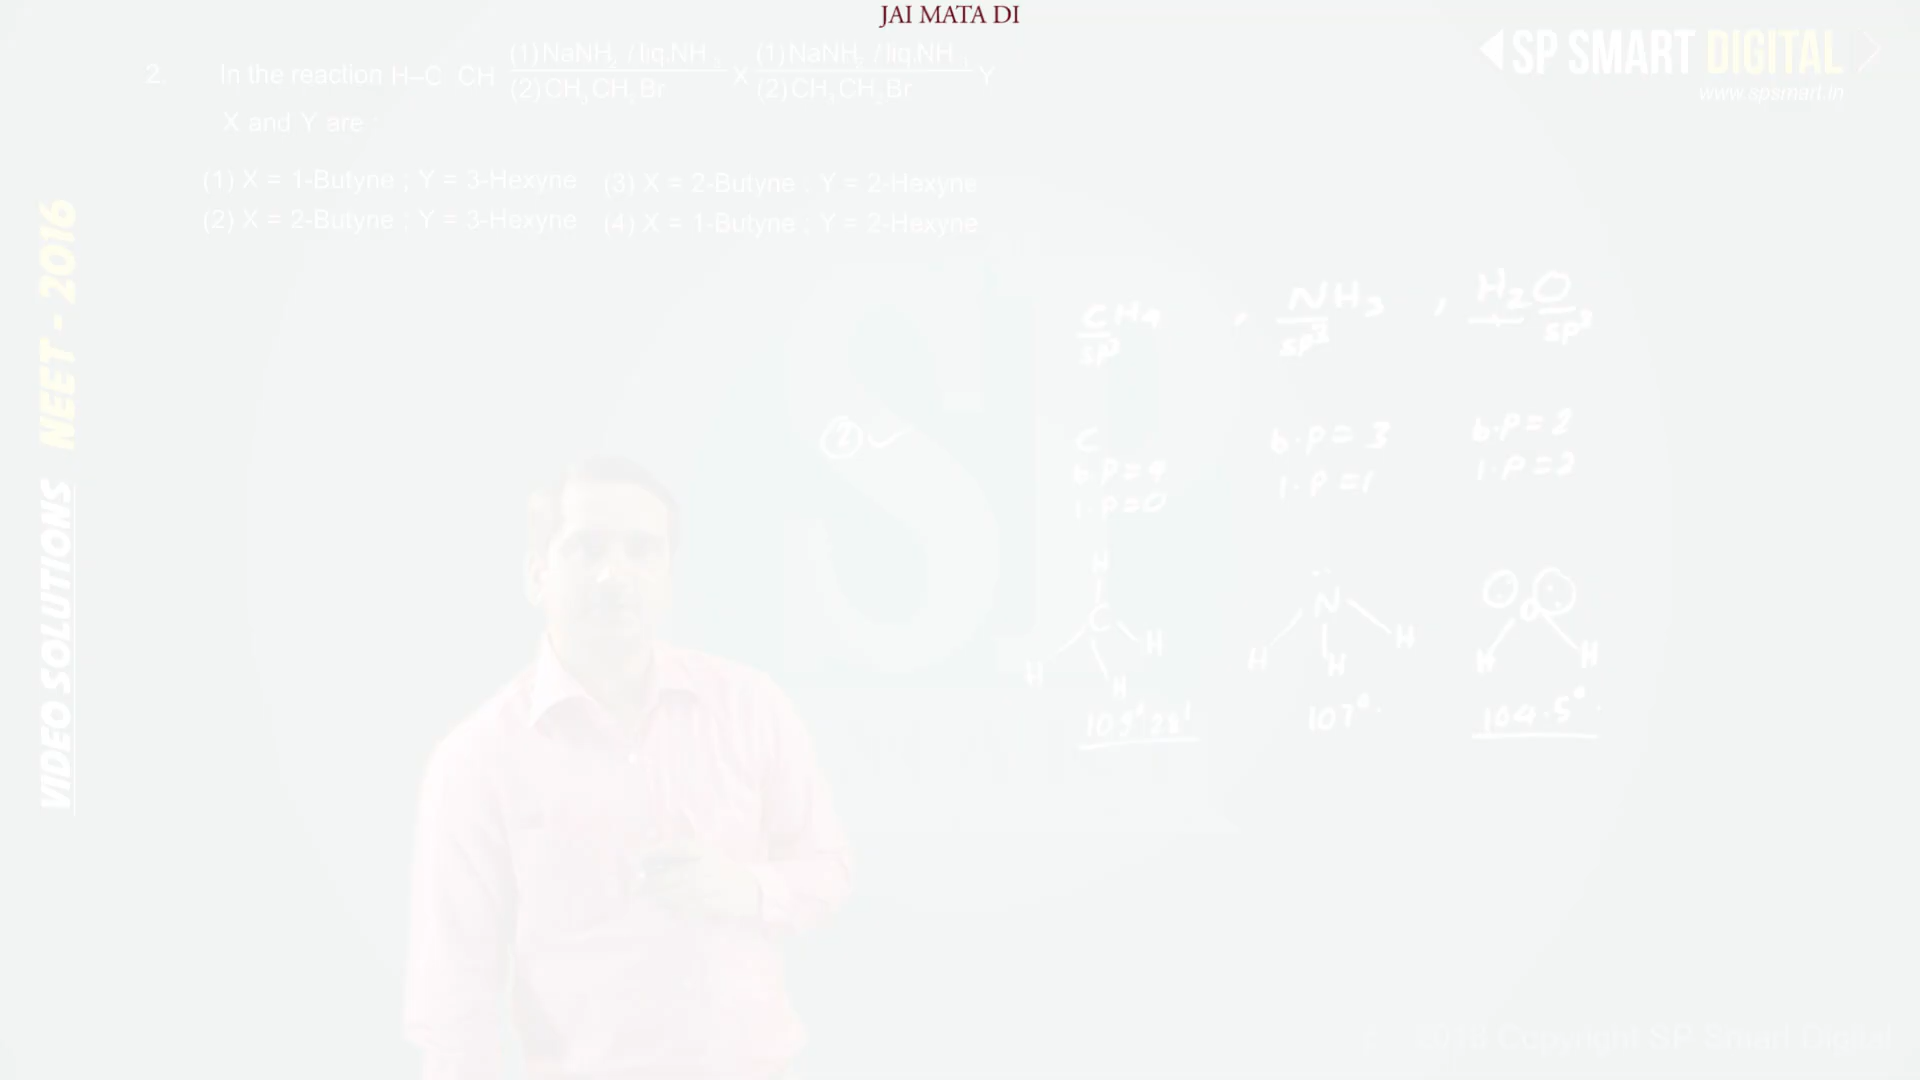 JAI MATA DI
SP SMART DIGITAL
www.spsmart.in
2. In the reaction H–C CH (1)NaNH2 / liq.NH3 X (1)NaNH2 / liq.NH3 Y
(2)CH3CH2Br (2)CH3CH2Br
X and Y are :
(1) X = 1-Butyne ; Y = 3-Hexyne (3) X = 2-Butyne ; Y = 2-Hexyne
(2) X = 2-Butyne ; Y = 3-Hexyne (4) X = 1-Butyne ; Y = 2-Hexyne
VIDEO SOLUTIONS NEET - 2016
CH4 , NH3 , H2O
sp3 sp3 sp3
C b.p = 3 b.p = 2
b.p = 4 l.p = 1 l.p = 2
l.p = 0
H
C N O
H H H H H H H H
109°28' 107° 104.5°
Copyright SP Smart Digital